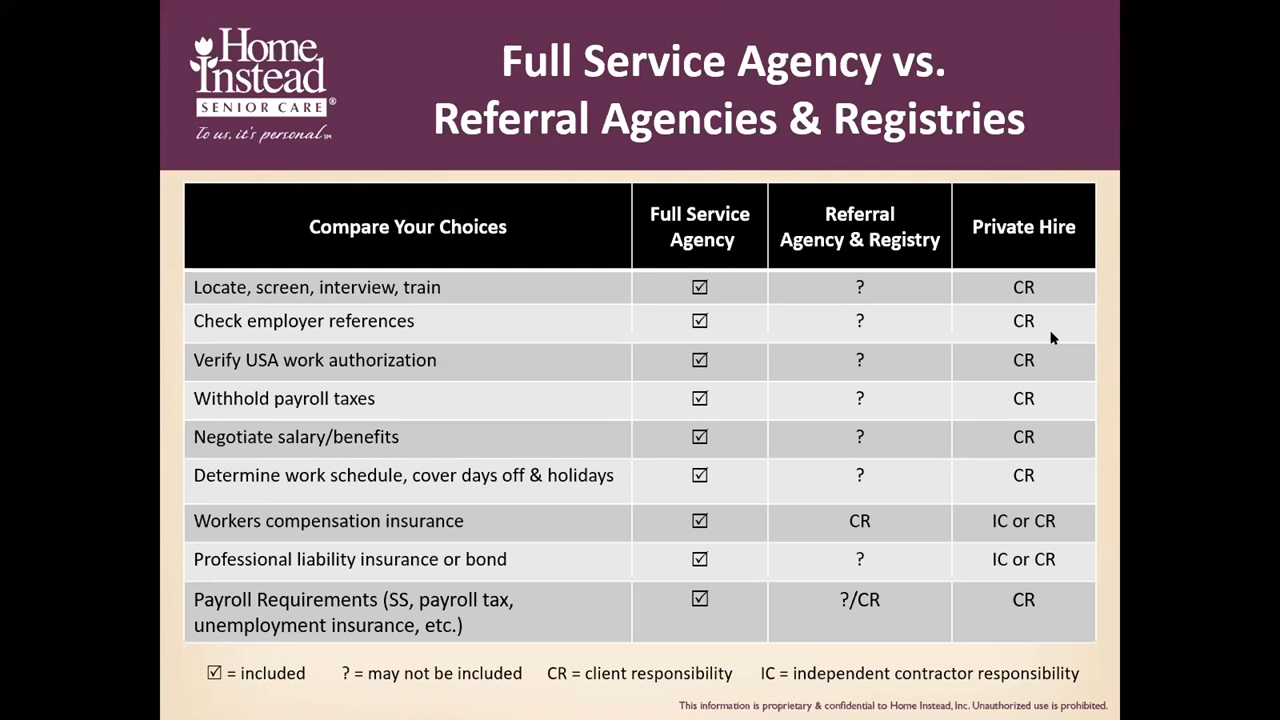 Home
Instead
SENIOR CARE®
To us, it's personal.℠
Full Service Agency vs.
Referral Agencies & Registries
Compare Your Choices
Full Service
Agency
Referral
Agency & Registry
Private Hire
Locate, screen, interview, train ☑ ? CR
Check employer references ☑ ? CR
Verify USA work authorization ☑ ? CR
Withhold payroll taxes ☑ ? CR
Negotiate salary/benefits ☑ ? CR
Determine work schedule, cover days off & holidays ☑ ? CR
Workers compensation insurance ☑ CR IC or CR
Professional liability insurance or bond ☑ ? IC or CR
Payroll Requirements (SS, payroll tax,
unemployment insurance, etc.) ☑ ?/CR CR
☑ = included ? = may not be included CR = client responsibility IC = independent contractor responsibility
This information is proprietary & confidential to Home Instead, Inc. Unauthorized use is prohibited.